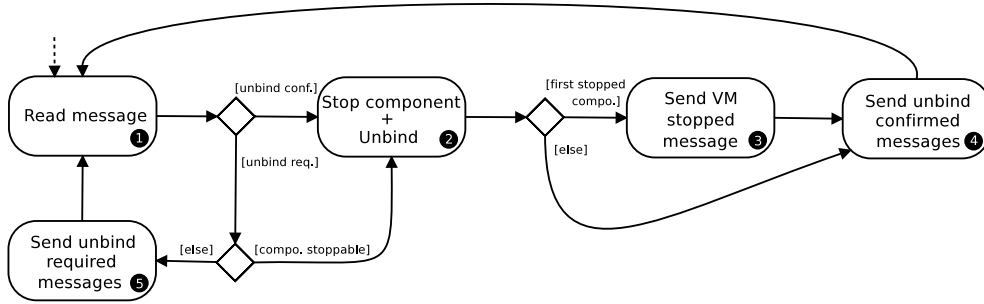 Read message
1
[unbind conf.]
Stop component
+
Unbind
2
[first stopped
compo.]
Send VM
stopped
message
3
Send unbind
confirmed
messages
4
[unbind req.]
[else]
Send unbind
required
messages
5
[else]
[compo. stoppable]